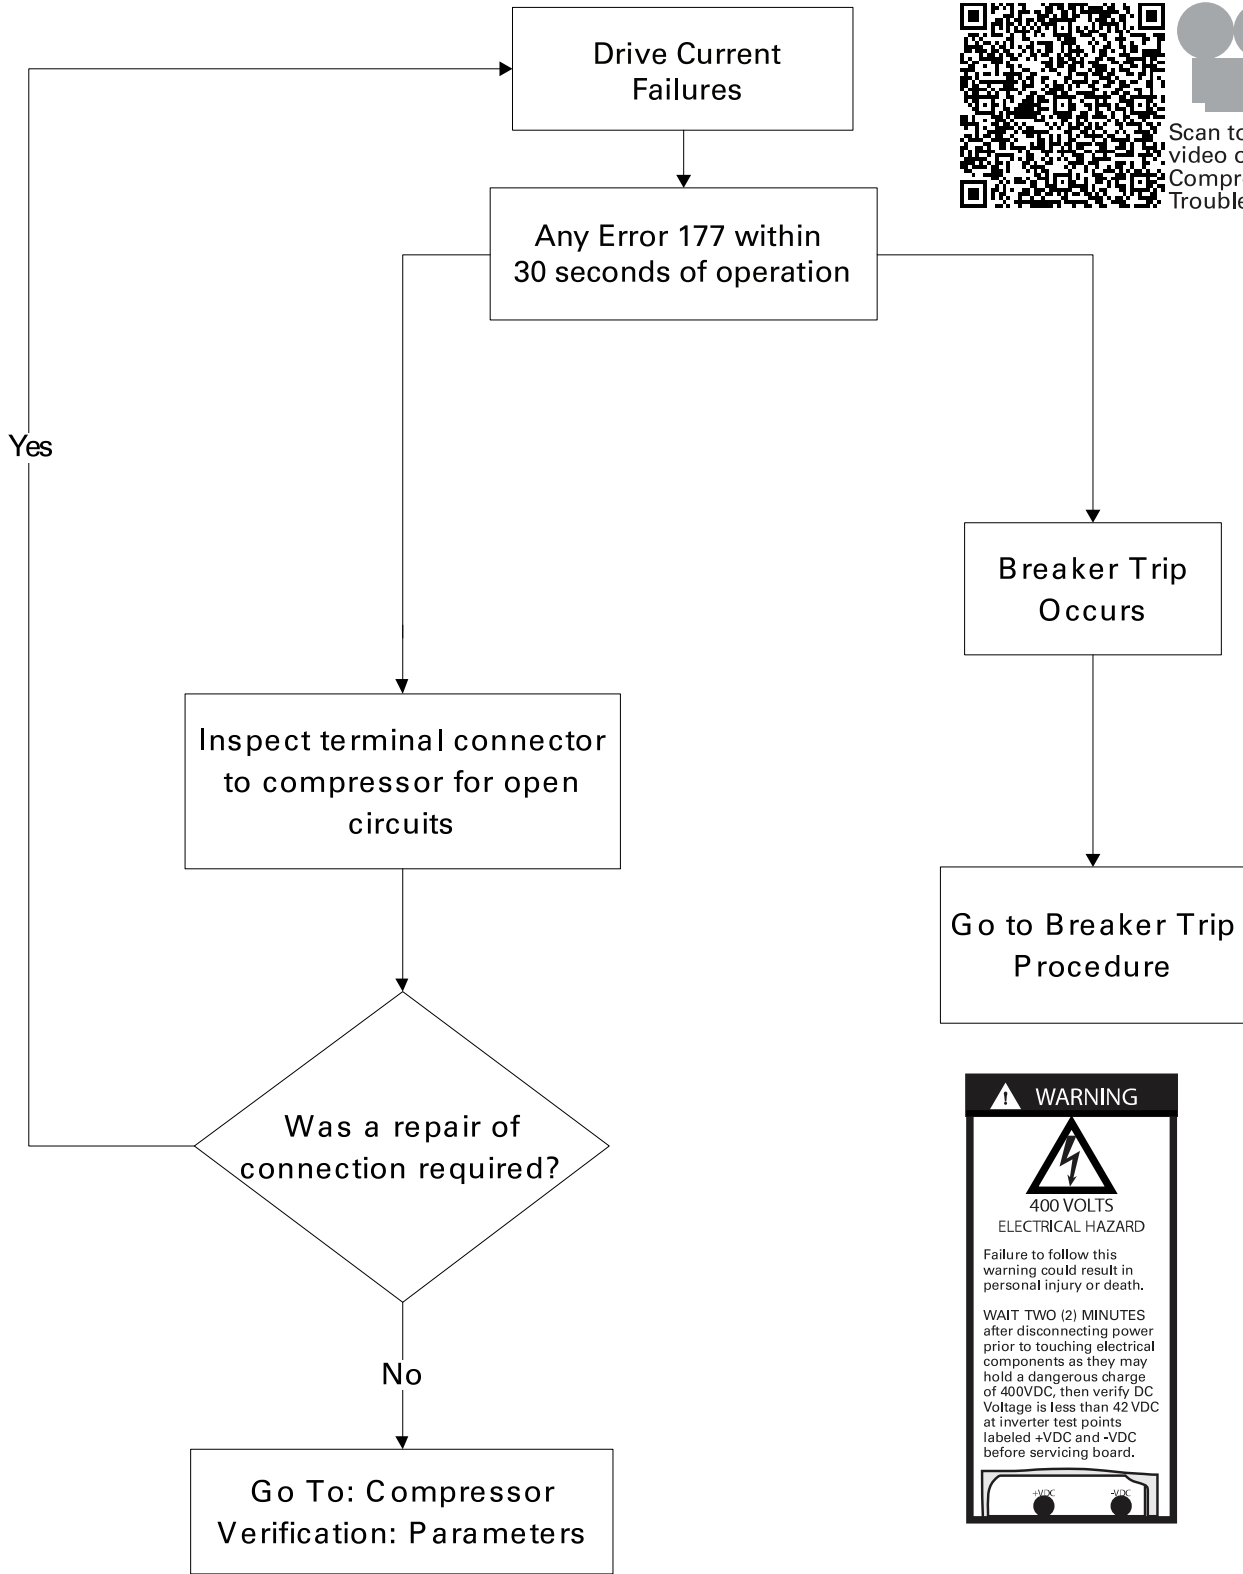 Drive Current
Failures
Scan to
video o
Compre
Trouble
Any Error 177 within
30 seconds of operation
Yes
Breaker Trip
Occurs
Inspect terminal connector
to compressor for open
circuits
Go to Breaker Trip
Procedure
Was a repair of
connection required?
No
Go To: Compressor
Verification: Parameters
! WARNING
400 VOLTS
ELECTRICAL HAZARD
Failure to follow this
warning could result in
personal injury or death.
WAIT TWO (2) MINUTES
after disconnecting power
prior to touching electrical
components as they may
hold a dangerous charge
of 400VDC, then verify DC
Voltage is less than 42 VDC
at inverter test points
labeled +VDC and -VDC
before servicing board.
+VDC -VDC